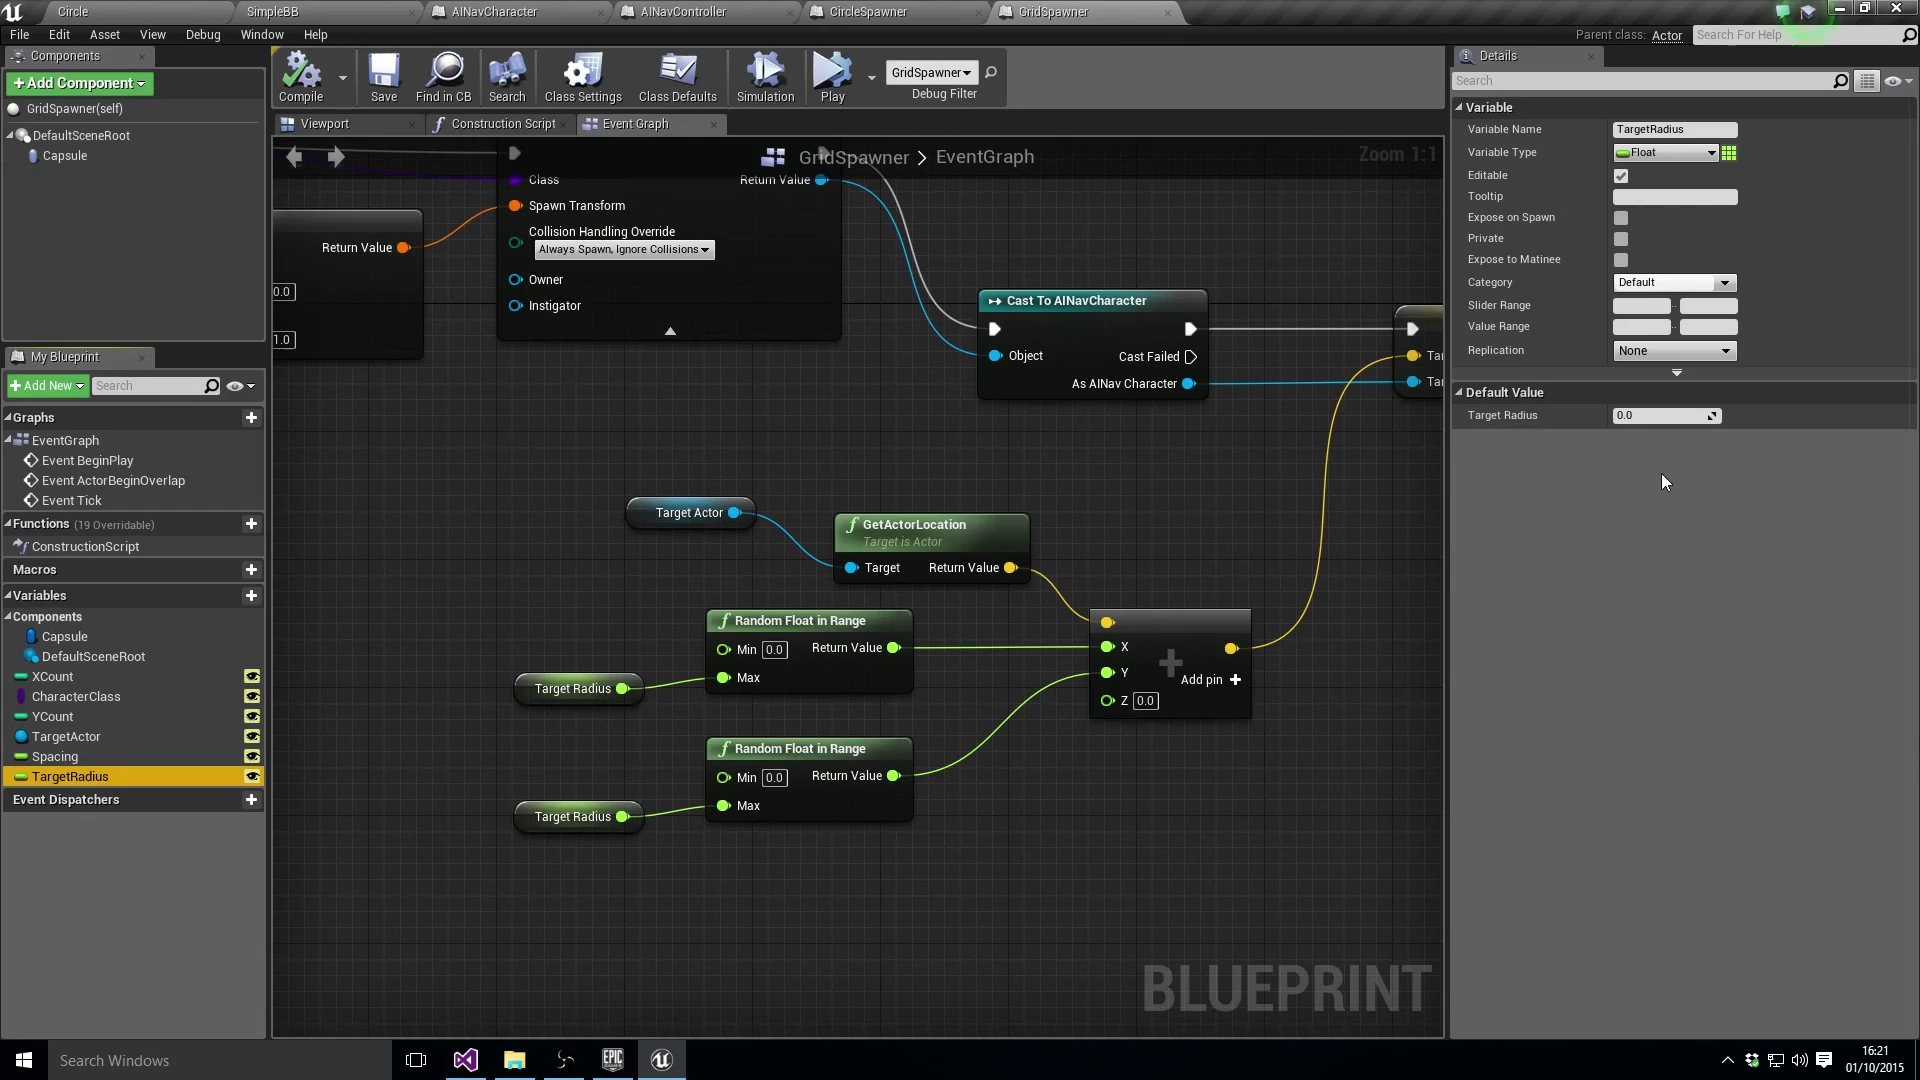 Circle
SimpleBB
AINavCharacter
AINavController
CircleSpawner
GridSpawner
File Edit Asset View Debug Window Help
Parent class: Actor
Search For Help
Components
+Add Component
GridSpawner(self)
DefaultSceneRoot
Capsule
Compile
Save
Find in CB
Search
Class Settings
Class Defaults
Simulation
Play
GridSpawner
Debug Filter
Viewport
Construction Script
Event Graph
GridSpawner > EventGraph
Zoom 1:1
My Blueprint
+Add New
Search
Graphs
EventGraph
Event BeginPlay
Event ActorBeginOverlap
Event Tick
Functions (19 Overridable)
ConstructionScript
Macros
Variables
Components
Capsule
DefaultSceneRoot
XCount
CharacterClass
YCount
TargetActor
Spacing
TargetRadius
Event Dispatchers
Return Value
0.0
1.0
Class
Return Value
Spawn Transform
Collision Handling Override
Always Spawn, Ignore Collisions
Owner
Instigator
Cast To AINavCharacter
Object
Cast Failed
As AINav Character
Target Actor
GetActorLocation
Target is Actor
Target
Return Value
Random Float in Range
Min 0.0
Return Value
Max
Target Radius
Random Float in Range
Min 0.0
Return Value
Max
Target Radius
X
Y
Z 0.0
Add pin +
BLUEPRINT
Details
Search
Variable
Variable Name TargetRadius
Variable Type Float
Editable
Tooltip
Expose on Spawn
Private
Expose to Matinee
Category Default
Slider Range
Value Range
Replication None
Default Value
Target Radius 0.0
Search Windows
EPIC
GAMES
16:21
01/10/2015